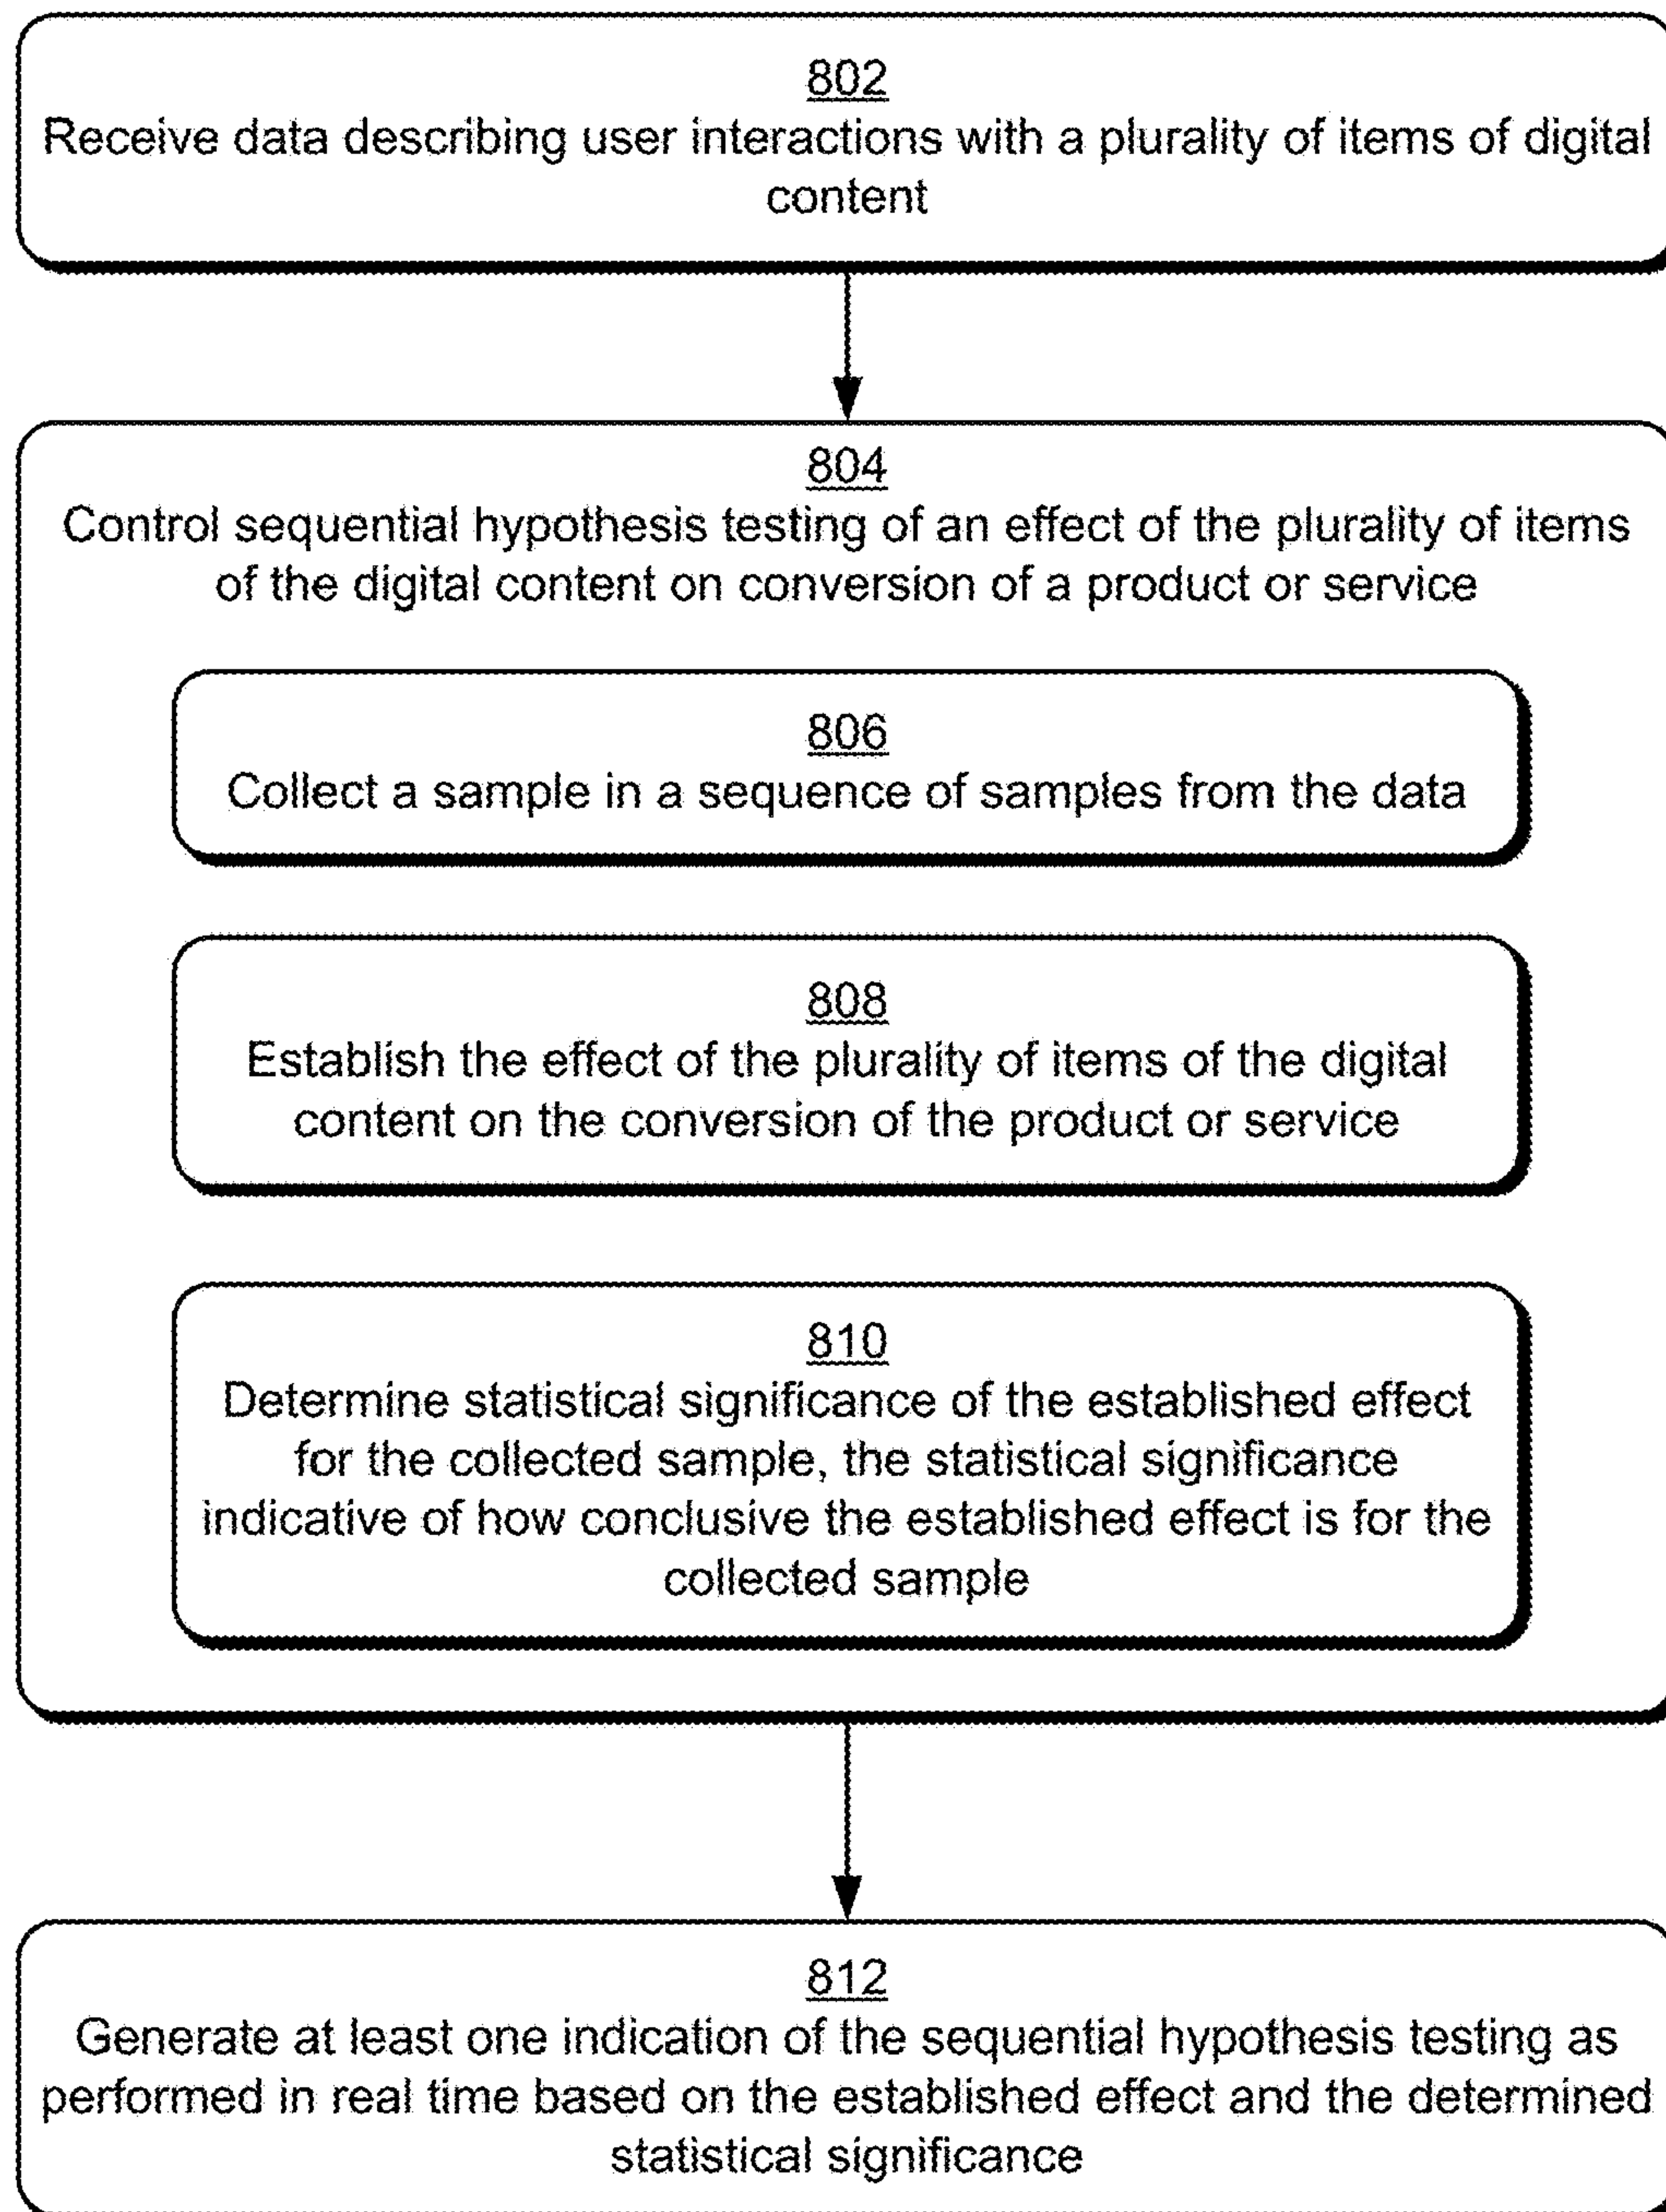 802
Receive data describing user interactions with a plurality of items of digital
content
804
Control sequential hypothesis testing of an effect of the plurality of items
of the digital content on conversion of a product or service
806
Collect a sample in a sequence of samples from the data
808
Establish the effect of the plurality of items of the digital
content on the conversion of the product or service
810
Determine statistical significance of the established effect
for the collected sample, the statistical significance
indicative of how conclusive the established effect is for the
collected sample
812
Generate at least one indication of the sequential hypothesis testing as
performed in real time based on the established effect and the determined
statistical significance